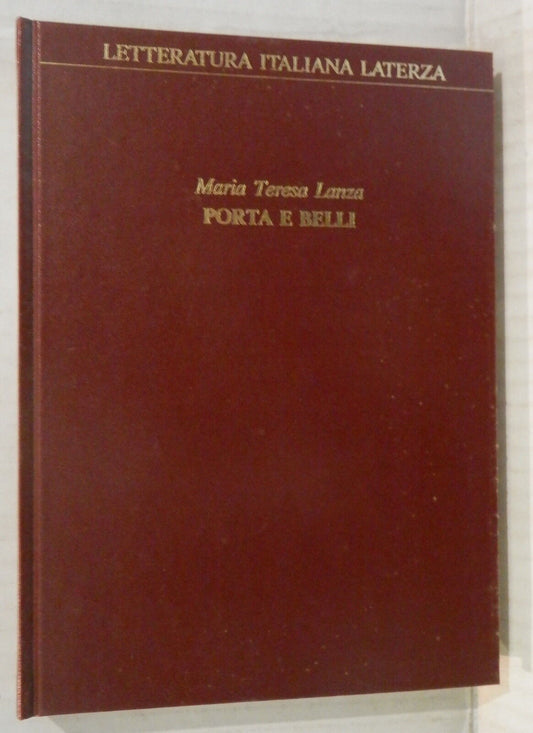 LETTERATURA ITALIANA LATERZA
Maria Teresa Lanza
PORTA E BELLI